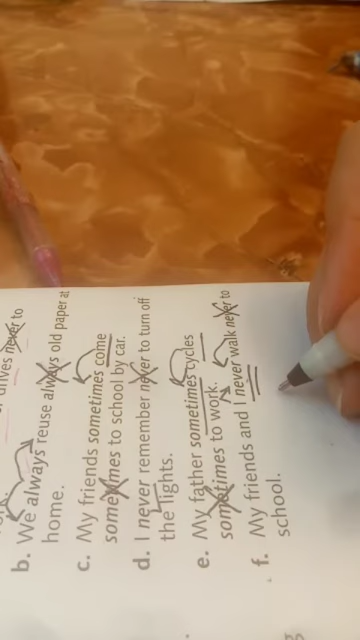 never to
b. We always reuse always old paper at
home.
c. My friends sometimes come
sometimes to school by car.
d. I never remember never to turn off
the lights.
e. My father sometimes cycles
sometimes to work.
f. My friends and I never walk never to
school.